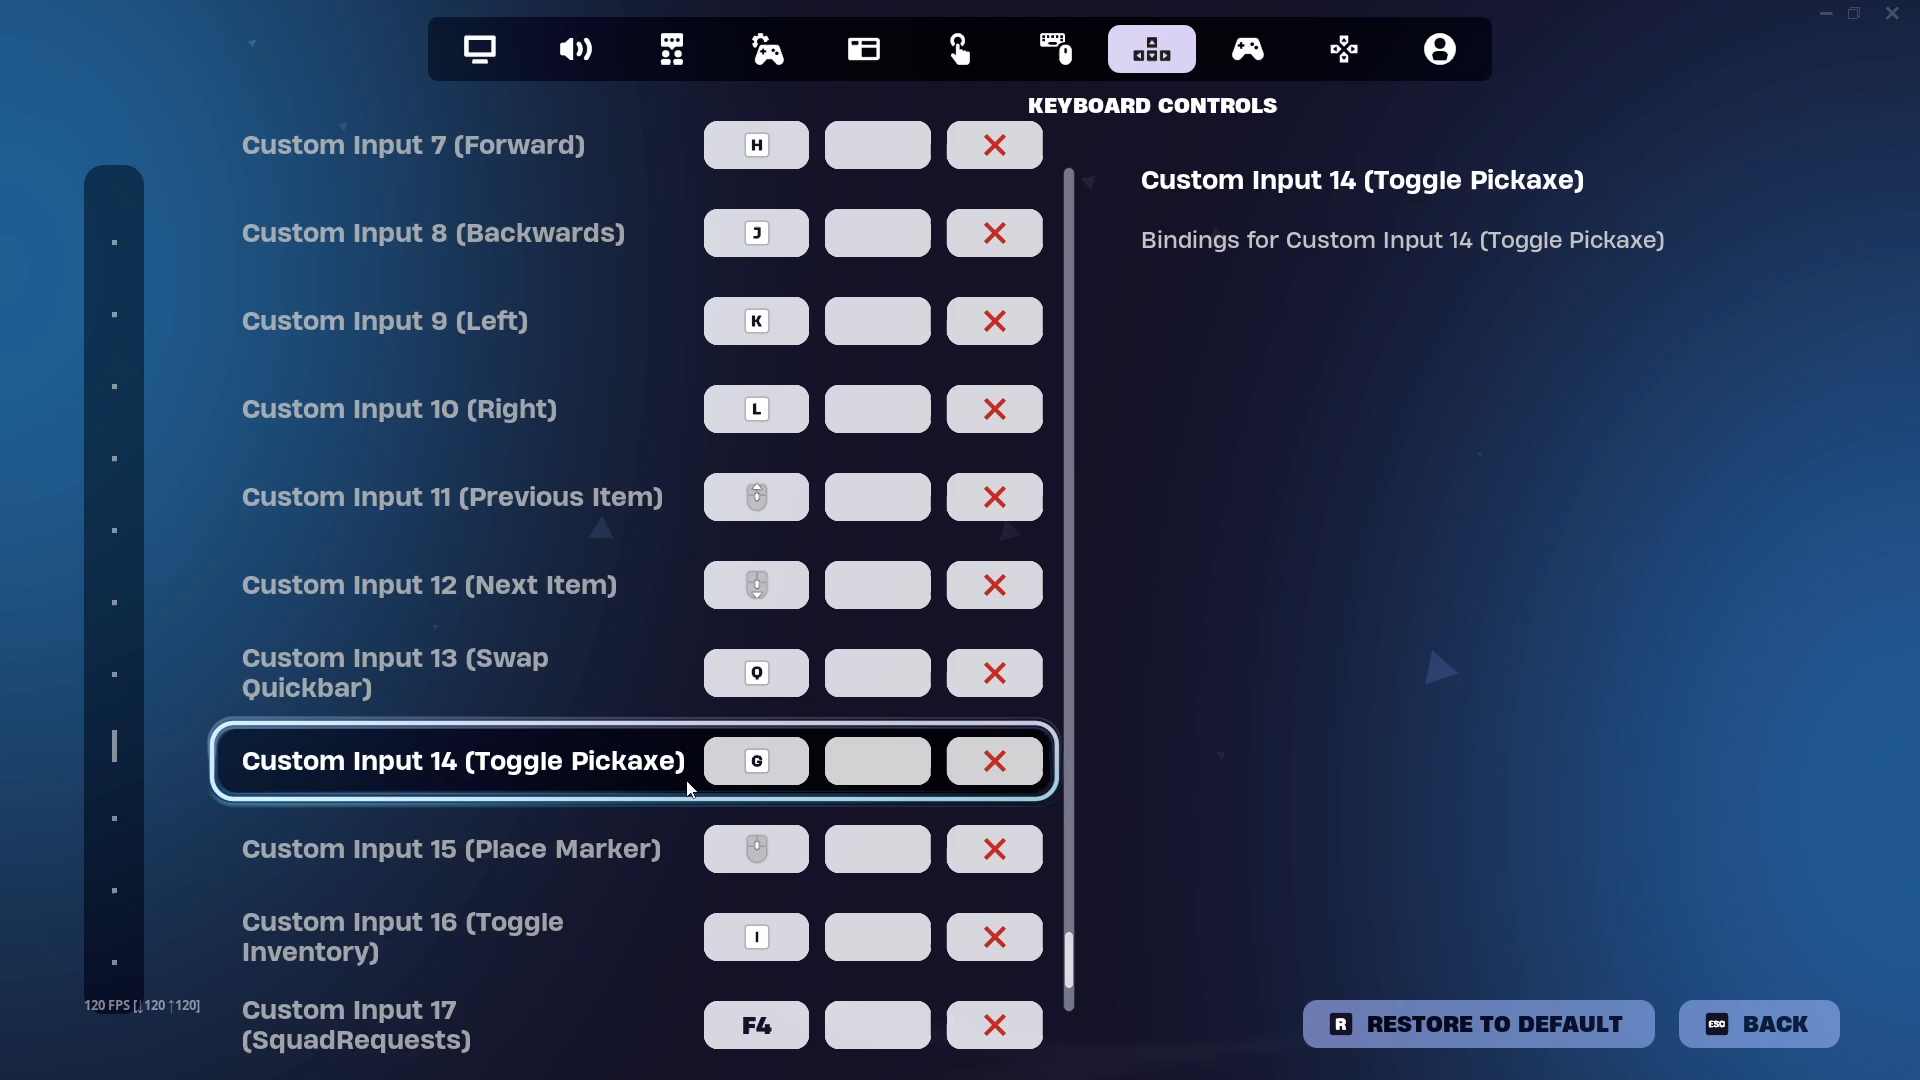 KEYBOARD CONTROLS
Custom Input 7 (Forward)
H
Custom Input 8 (Backwards)
J
Custom Input 9 (Left)
K
Custom Input 10 (Right)
L
Custom Input 11 (Previous Item)
Custom Input 12 (Next Item)
Custom Input 13 (Swap
Quickbar)
Q
Custom Input 14 (Toggle Pickaxe)
G
Custom Input 15 (Place Marker)
Custom Input 16 (Toggle
Inventory)
I
Custom Input 17
(SquadRequests)
F4
Custom Input 14 (Toggle Pickaxe)
Bindings for Custom Input 14 (Toggle Pickaxe)
120 FPS [↓120 ↑120]
R RESTORE TO DEFAULT
ESC BACK